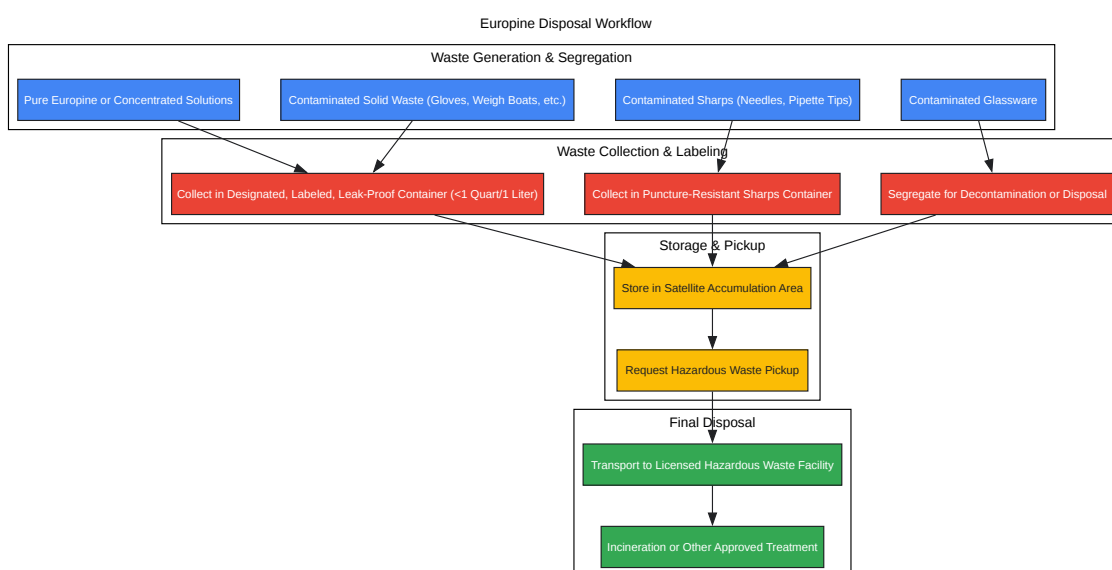 Europine Disposal Workflow
Waste Generation & Segregation
Pure Europine or Concentrated Solutions
Contaminated Solid Waste (Gloves, Weigh Boats, etc.)
Contaminated Sharps (Needles, Pipette Tips)
Contaminated Glassware
Waste Collection & Labeling
Collect in Designated, Labeled, Leak-Proof Container (<1 Quart/1 Liter)
Collect in Puncture-Resistant Sharps Container
Segregate for Decontamination or Disposal
Storage & Pickup
Store in Satellite Accumulation Area
Request Hazardous Waste Pickup
Final Disposal
Transport to Licensed Hazardous Waste Facility
Incineration or Other Approved Treatment